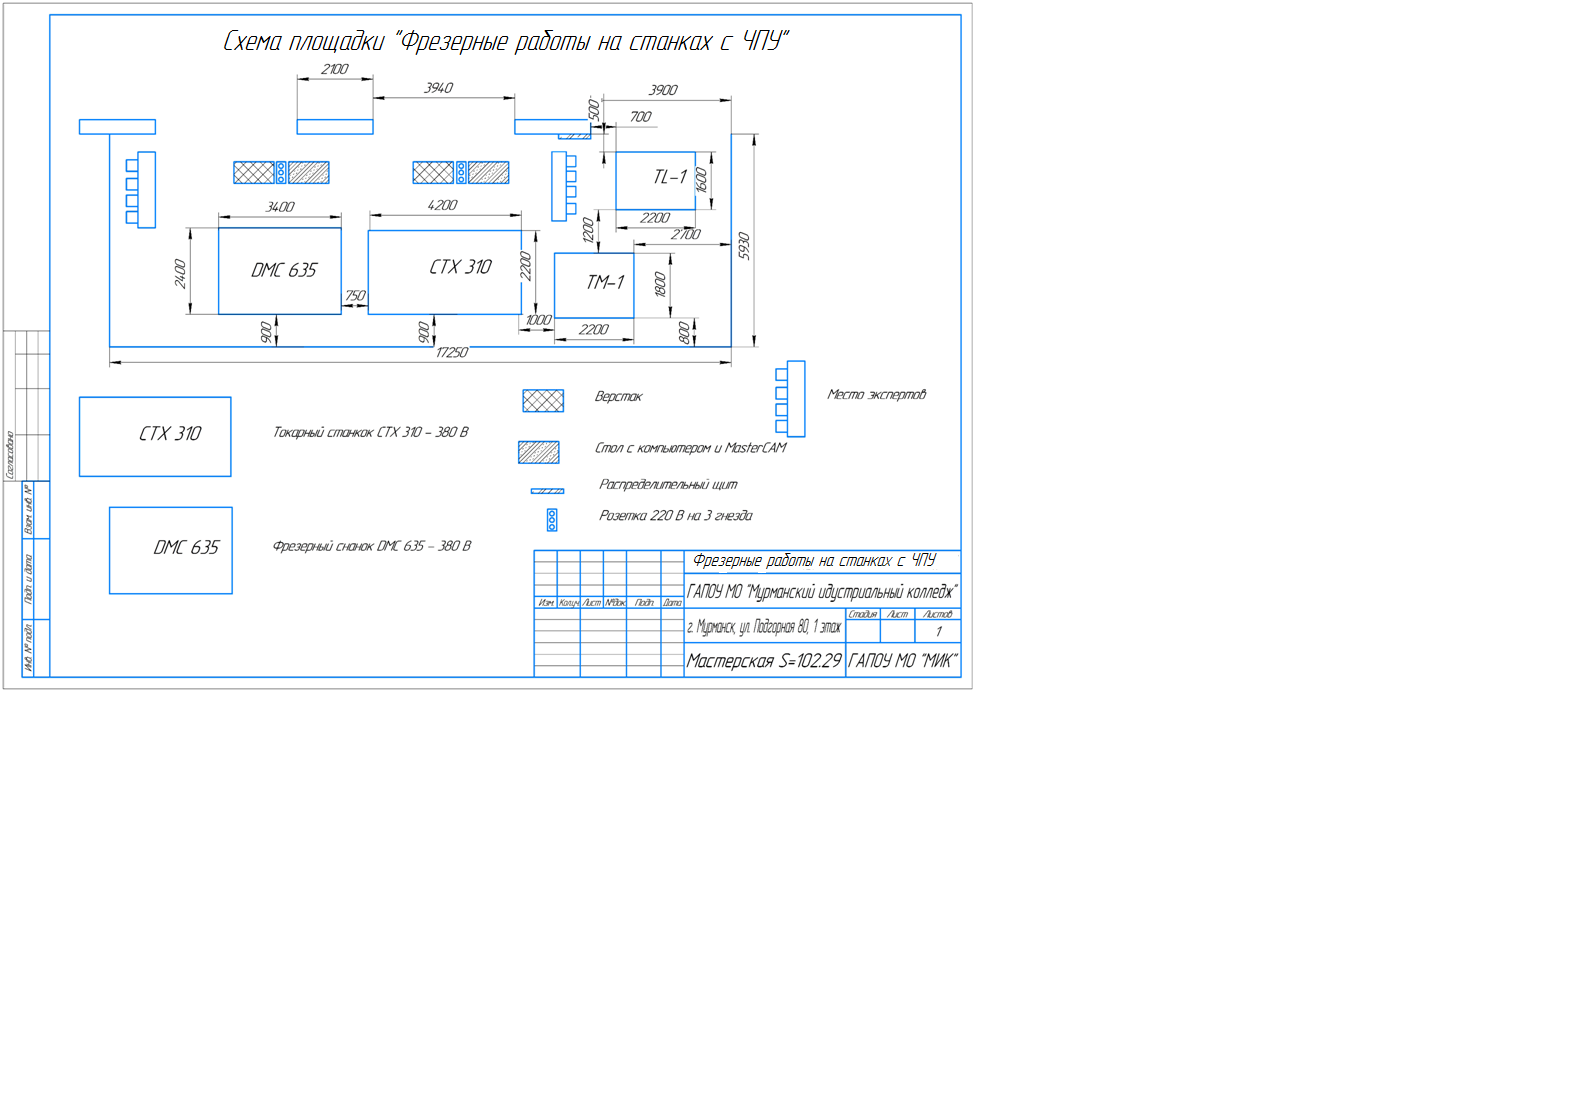 Схема площадки "Фрезерные работы на станках с ЧПУ"
2100
3940
3900
500
700
TL-1
1600
2200
3400
4200
1200
2700
5930
2400
DMC 635
CTX 310
2200
TM-1
1800
750
900
900
1000
2200
800
17250
Верстак
Место экспертов
CTX 310
Токарный станкок CTX 310 - 380 В
Стол с компьютером и MasterCAM
Распределительный щит
Розетка 220 В на 3 гнезда
DMC 635
Фрезерный снанок DMC 635 - 380 В
Согласовано
Взам. инв. №
Подп. и дата
Инв. № подл.
Изм.
Колуч.
Лист
№док.
Подп.
Дата
Фрезерные работы на станках с ЧПУ
ГАПОУ МО "Мурманский идустриальный колледж"
г. Мурманск, ул. Подгорная 80, 1 этаж
Стадия
Лист
Листов
1
Мастерская S=102.29
ГАПОУ МО "МИК"